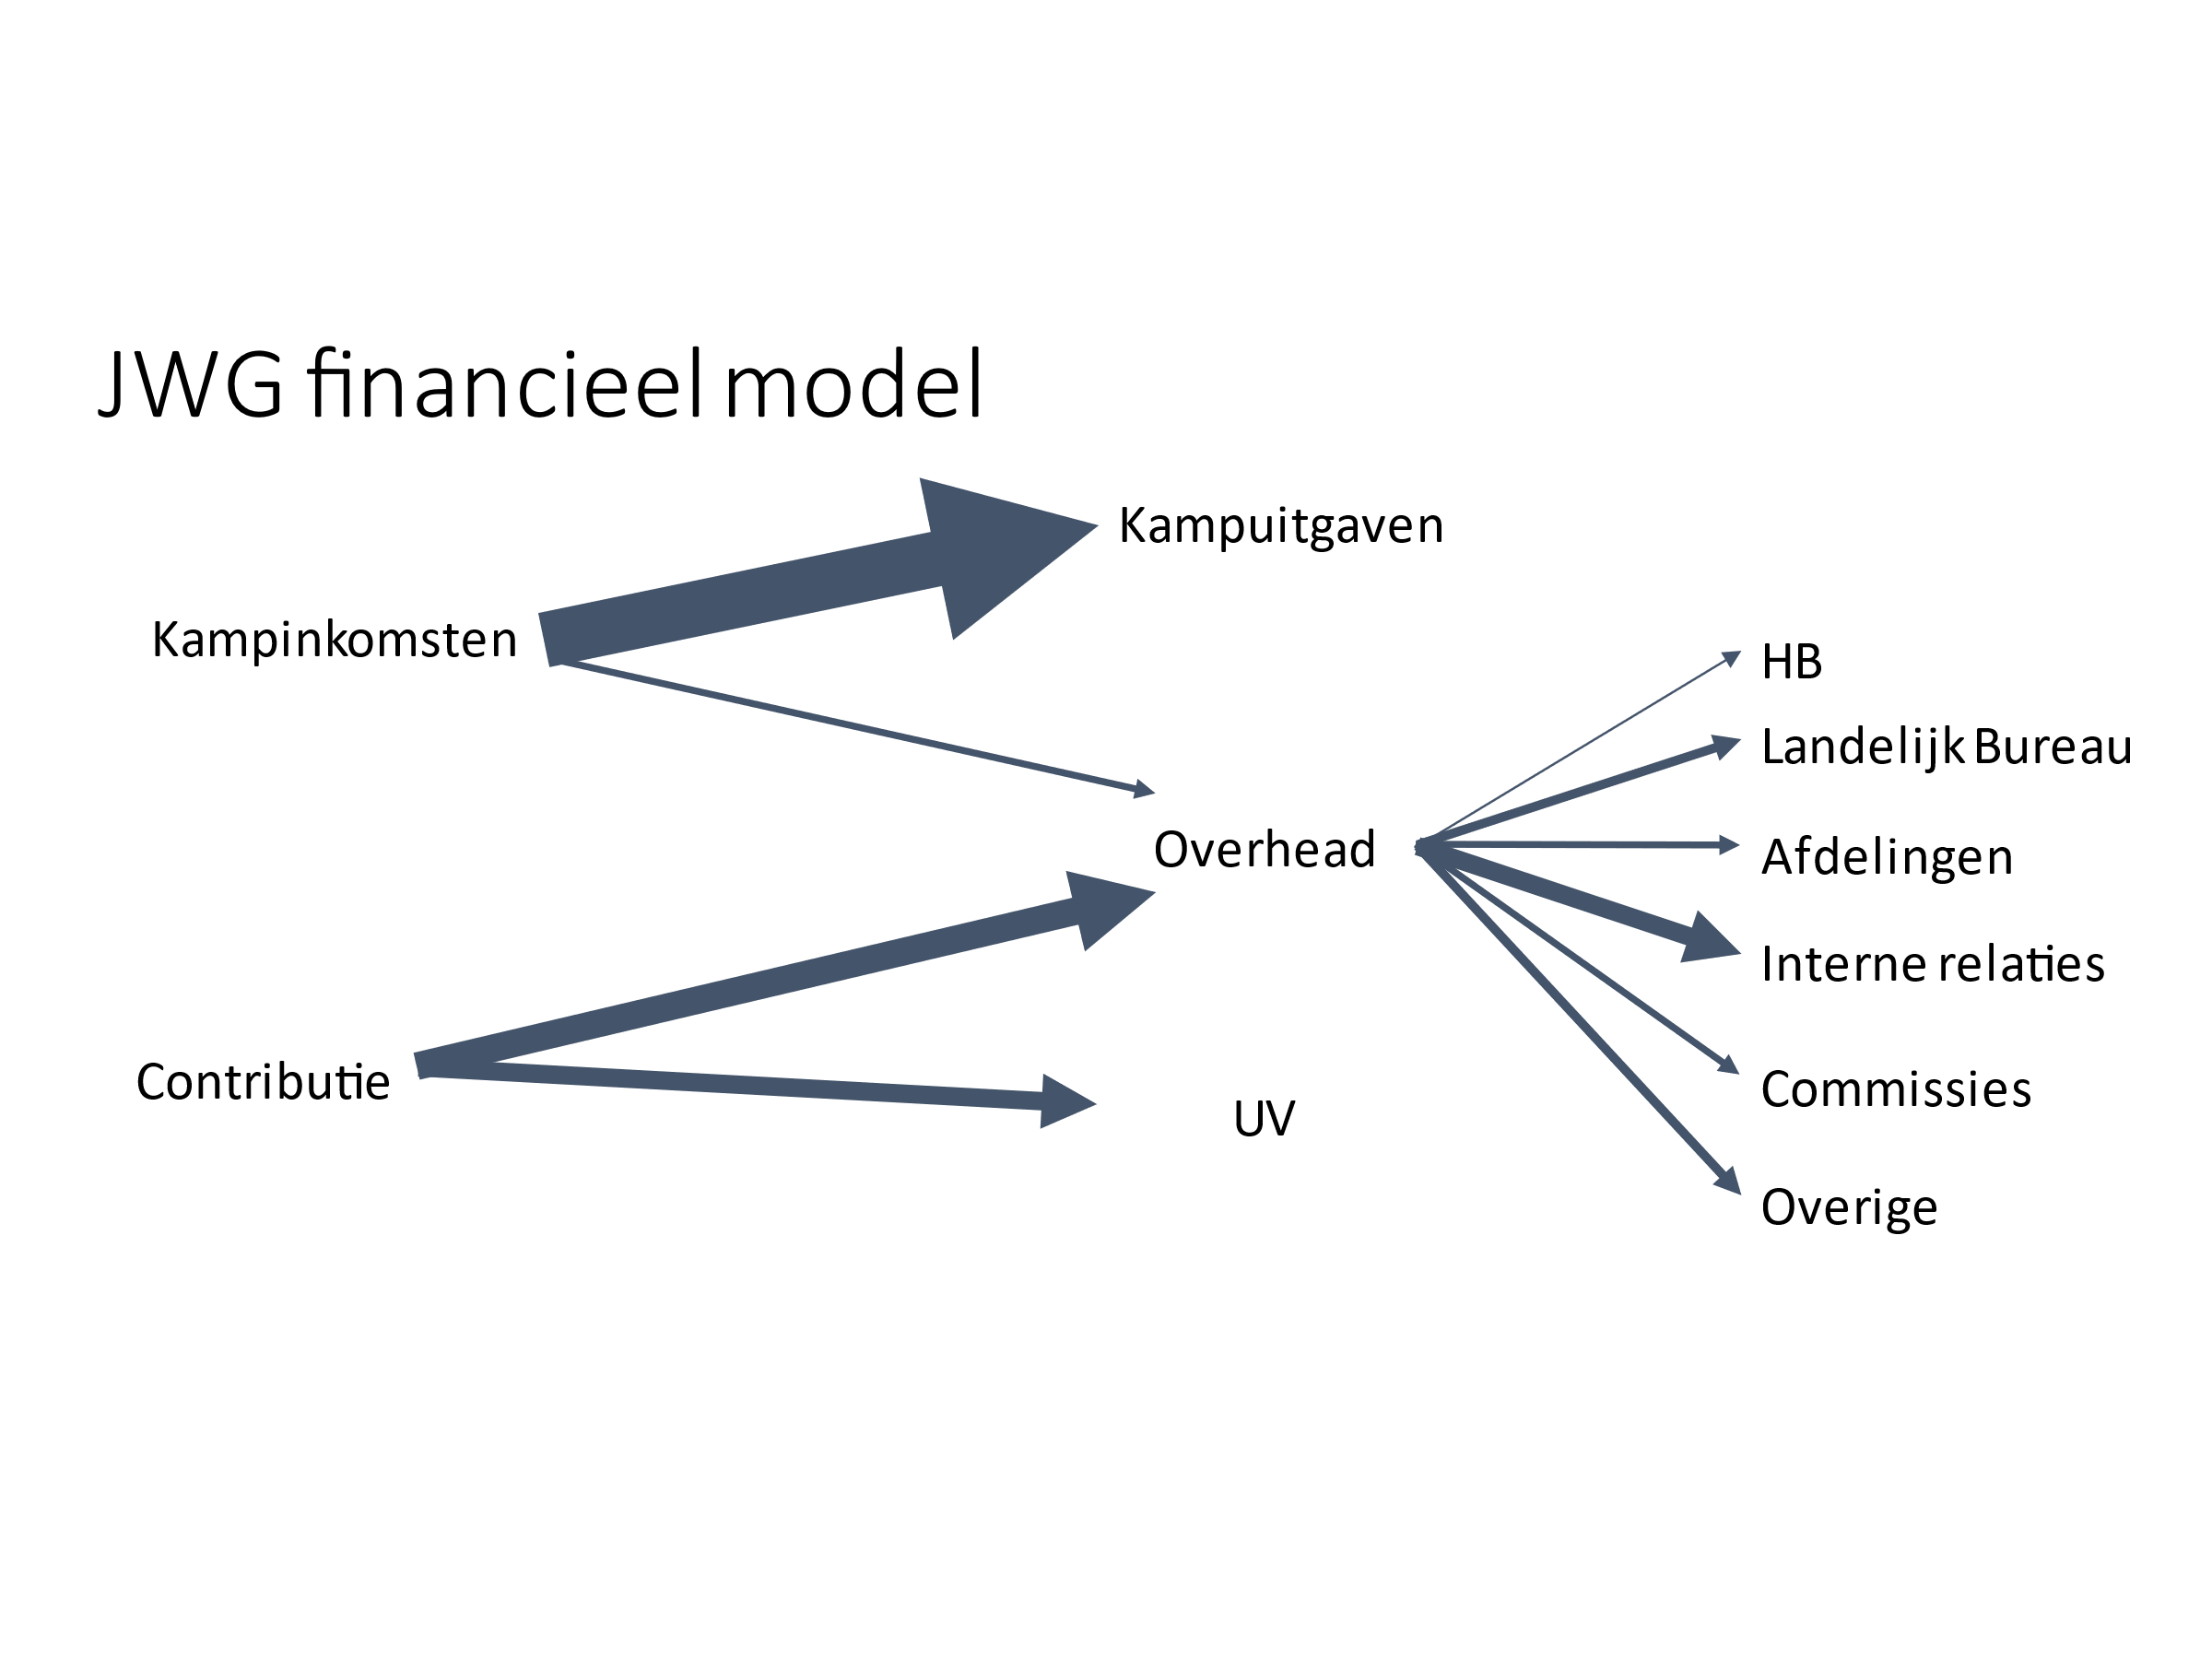 JWG financieel model
Kampuitgaven
Kampinkomsten
HB
Landelijk Bureau
Overhead
Afdelingen
Interne relaties
Contributie
Commissies
UV
Overige